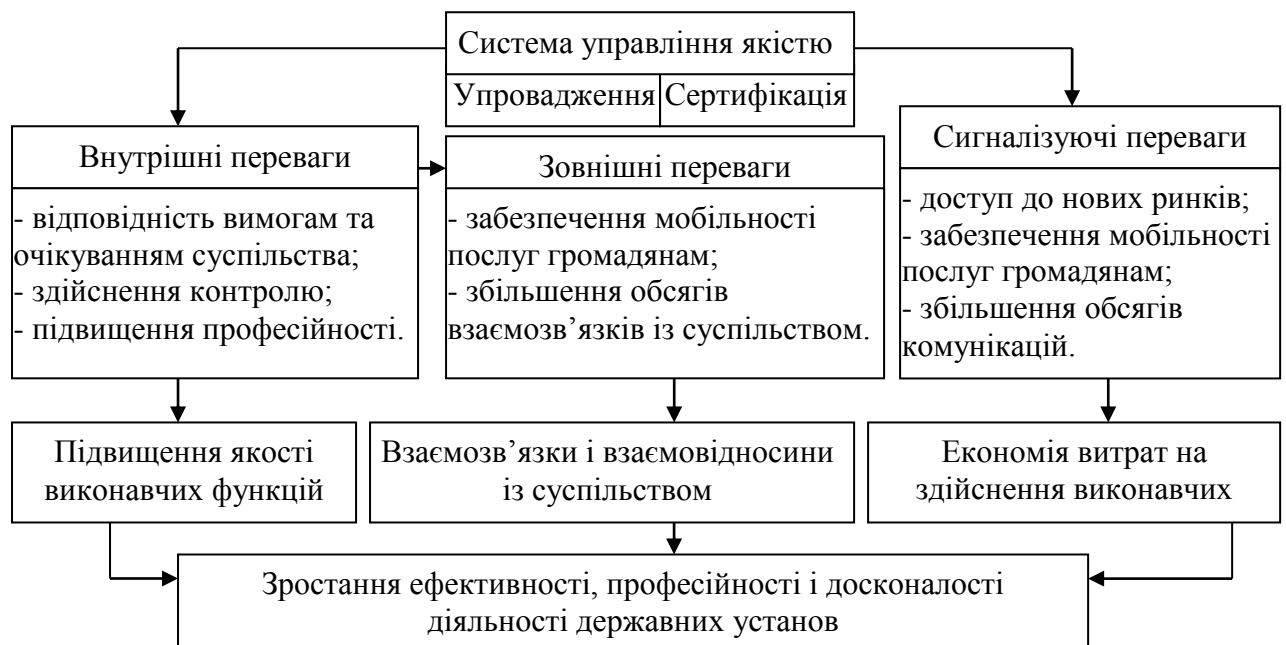 Система управління якістю
Упровадження
Сертифікація
Внутрішні переваги
- відповідність вимогам та
очікуванням суспільства;
- здійснення контролю;
- підвищення професійності.
Зовнішні переваги
- забезпечення мобільності
послуг громадянам;
- збільшення обсягів
взаємозв’язків із суспільством.
Сигналізуючі переваги
- доступ до нових ринків;
- забезпечення мобільності
послуг громадянам;
- збільшення обсягів
комунікацій.
Підвищення якості
виконавчих функцій
Взаємозв’язки і взаємовідносини
із суспільством
Економія витрат на
здійснення виконавчих
Зростання ефективності, професійності і досконалості
діяльності державних установ